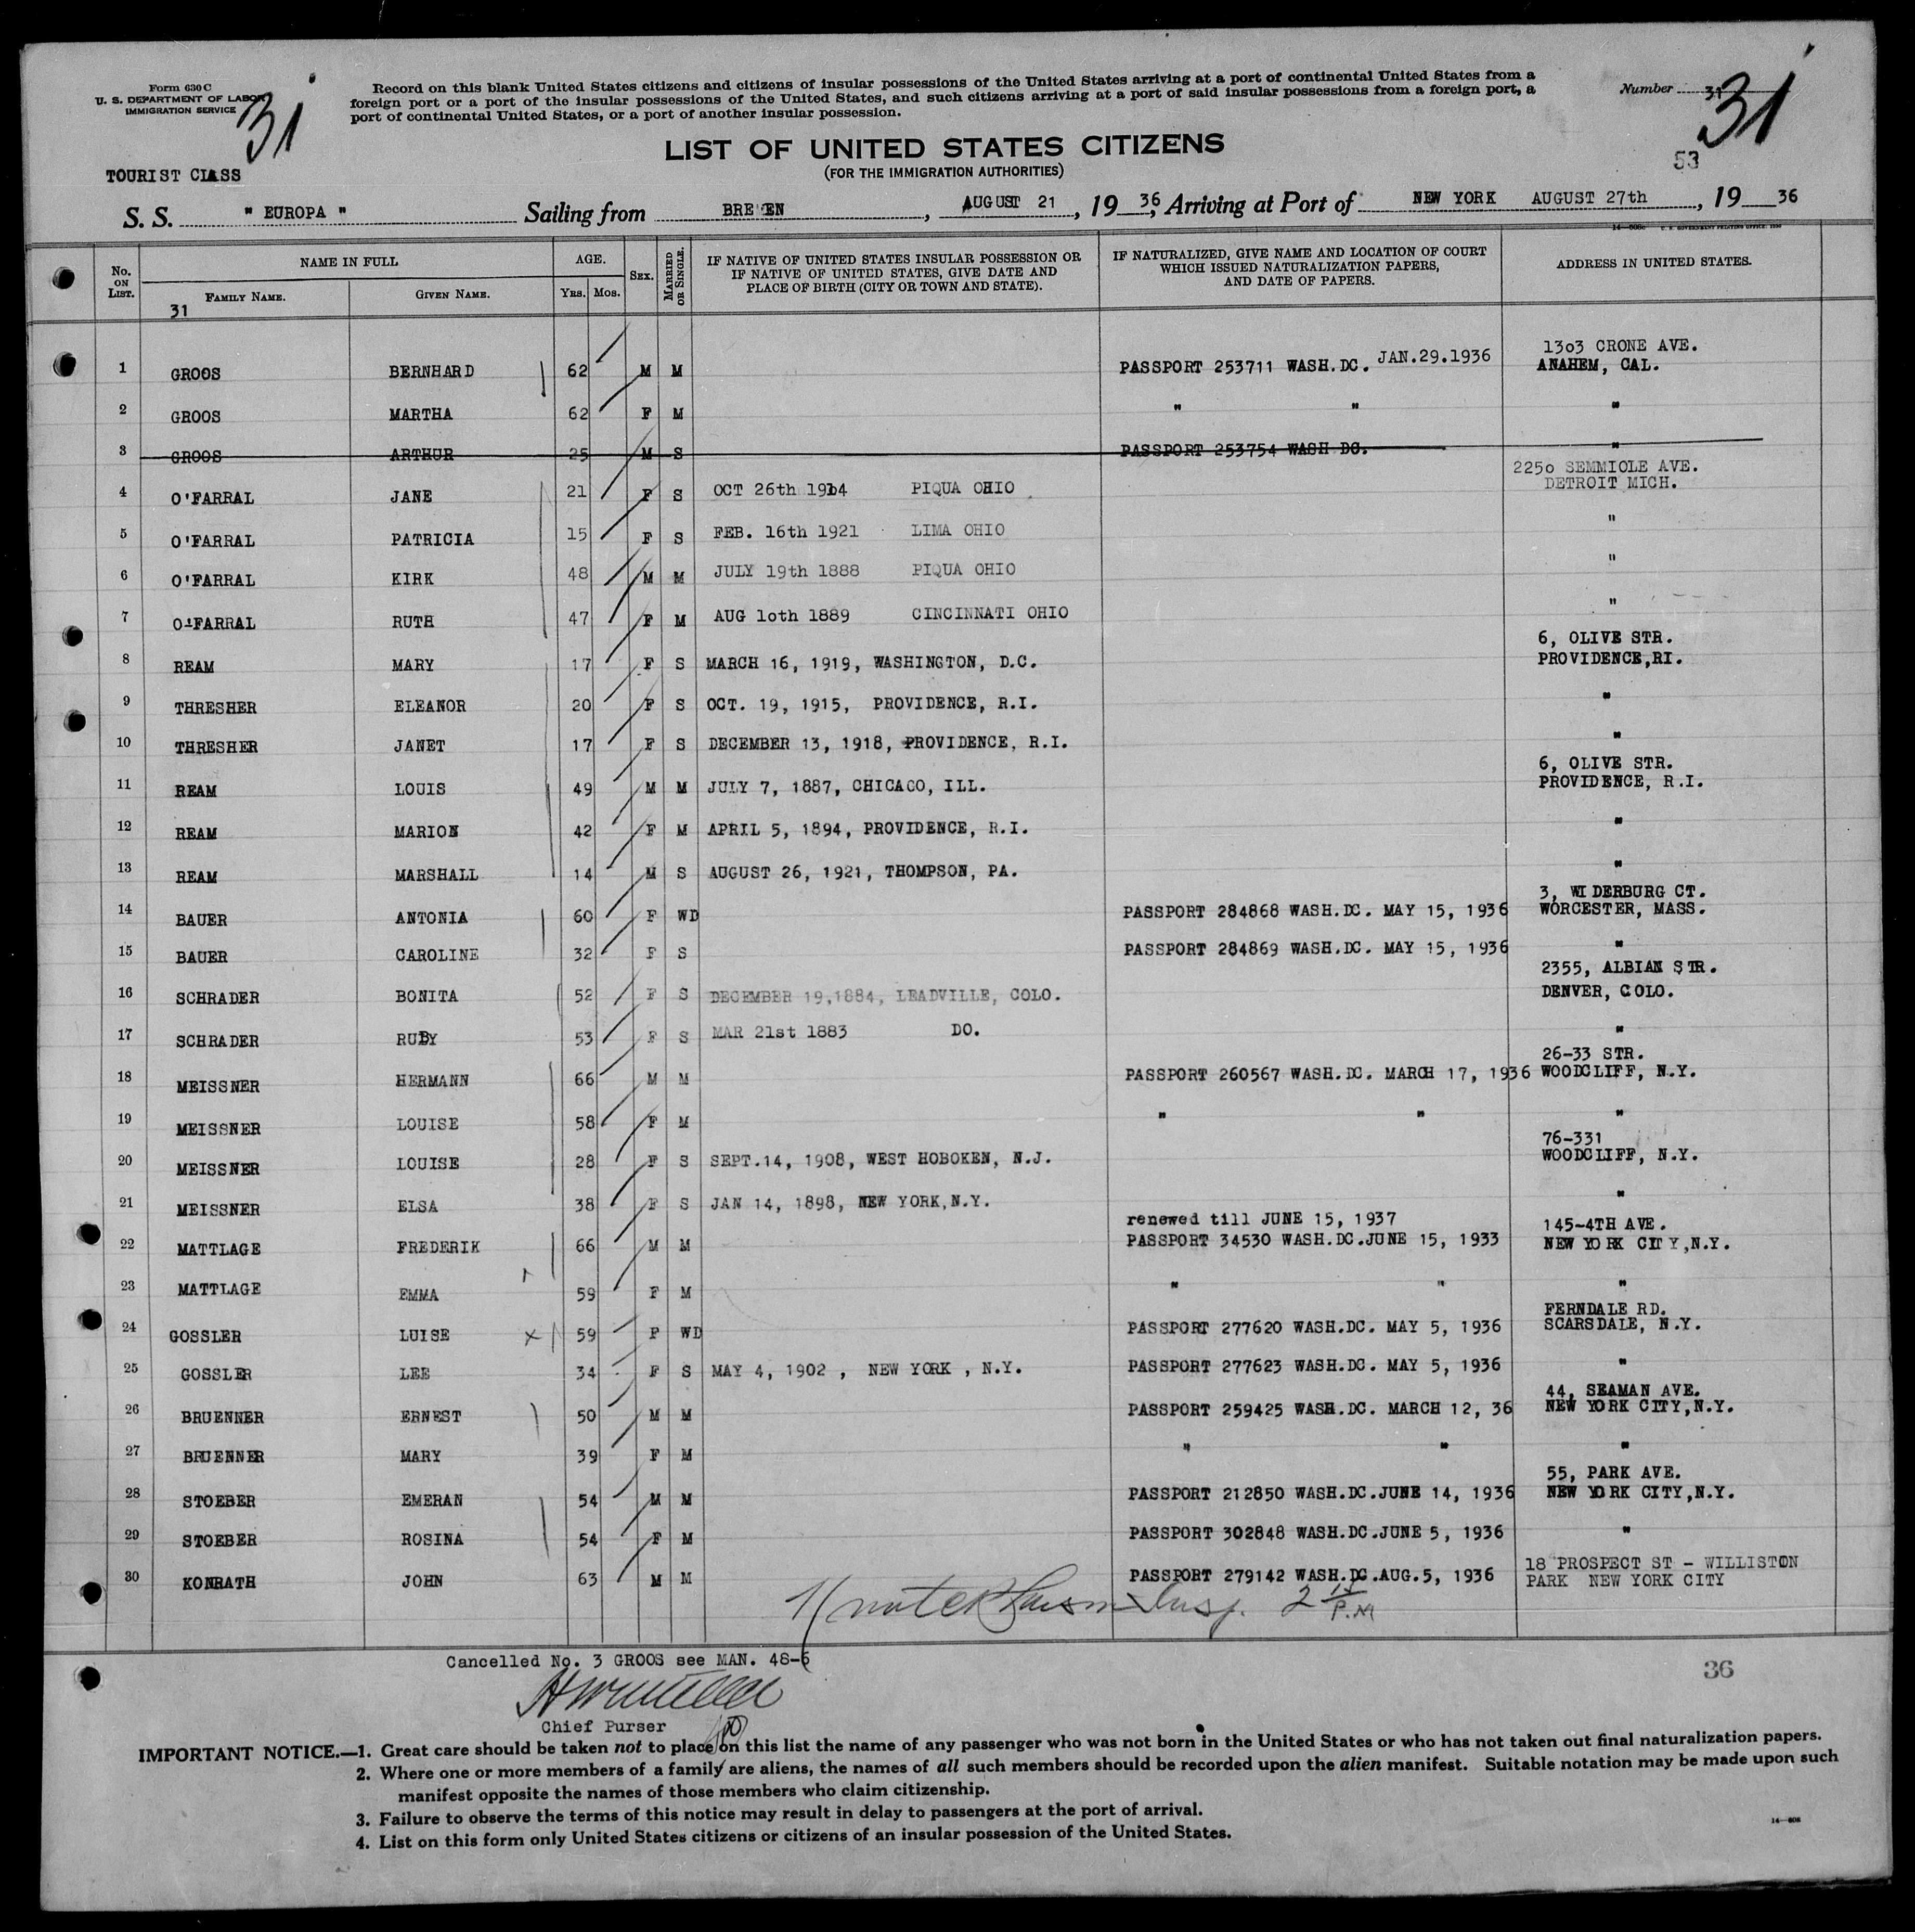 Form 630 C
U. S. DEPARTMENT OF LABOR
IMMIGRATION SERVICE
31
Record on this blank United States citizens and citizens of insular possessions of the United States arriving at a port of continental United States from a
foreign port or a port of the insular possessions of the United States, and such citizens arriving at a port of said insular possessions from a foreign port, a
port of continental United States, or a port of another insular possession.
Number 31
31
LIST OF UNITED STATES CITIZENS
(FOR THE IMMIGRATION AUTHORITIES)
53
TOURIST CLASS
S. S. " EUROPA " Sailing from BRE EN, AUGUST 21, 19 36, Arriving at Port of NEW YORK AUGUST 27th, 19 36
No. ON LIST. NAME IN FULL AGE. SEX. MARRIED OR SINGLE. IF NATIVE OF UNITED STATES INSULAR POSSESSION OR IF NATIVE OF UNITED STATES, GIVE DATE AND PLACE OF BIRTH (CITY OR TOWN AND STATE). IF NATURALIZED, GIVE NAME AND LOCATION OF COURT WHICH ISSUED NATURALIZATION PAPERS, AND DATE OF PAPERS. ADDRESS IN UNITED STATES.
FAMILY NAME. GIVEN NAME. YRS. MOS.
31
1303 CRONE AVE.
1 GROOS BERNHARD 62 M M PASSPORT 253711 WASH.DC. JAN.29.1936 ANAHEM, CAL.
2 GROOS MARTHA 62 F M " " "
3 GROOS ARTHUR 25 M S PASSPORT 253754 WASH DC. "
2250 SEMMIOLE AVE.
4 O'FARRAL JANE 21 F S OCT 26th 1914 PIQUA OHIO DETROIT MICH.
5 O'FARRAL PATRICIA 15 F S FEB. 16th 1921 LIMA OHIO "
6 O'FARRAL KIRK 48 M M JULY 19th 1888 PIQUA OHIO "
7 O'FARRAL RUTH 47 F M AUG 10th 1889 CINCINNATI OHIO "
6, OLIVE STR.
8 REAM MARY 17 F S MARCH 16, 1919, WASHINGTON, D.C. PROVIDENCE,RI.
9 THRESHER ELEANOR 20 F S OCT. 19, 1915, PROVIDENCE, R.I. "
10 THRESHER JANET 17 F S DECEMBER 13, 1918, PROVIDENCE, R.I. "
6, OLIVE STR.
11 REAM LOUIS 49 M M JULY 7, 1887, CHICAGO, ILL. PROVIDENCE, R.I.
12 REAM MARION 42 F M APRIL 5, 1894, PROVIDENCE, R.I. "
13 REAM MARSHALL 14 M S AUGUST 26, 1921, THOMPSON, PA. "
3, WIDERBURG CT.
14 BAUER ANTONIA 60 F WD PASSPORT 284868 WASH.DC. MAY 15, 1936 WORCESTER, MASS.
15 BAUER CAROLINE 32 F S PASSPORT 284869 WASH.DC. MAY 15, 1936 "
2355, ALBIAN STR.
16 SCHRADER BONITA 52 F S DECEMBER 19,1884, LEADVILLE, COLO. DENVER, COLO.
17 SCHRADER RUBY 53 F S MAR 21st 1883 DO. "
26-33 STR.
18 MEISSNER HERMANN 66 M M PASSPORT 260567 WASH.DC. MARCH 17, 1936 WOODCLIFF, N.Y.
19 MEISSNER LOUISE 58 F M " " "
76-331
20 MEISSNER LOUISE 28 F S SEPT.14, 1908, WEST HOBOKEN, N.J. WOODCLIFF, N.Y.
21 MEISSNER ELSA 38 F S JAN 14, 1898, NEW YORK,N.Y. "
renewed till JUNE 15, 1937 145-4TH AVE.
22 MATTLAGE FREDERIK 66 M M PASSPORT 34530 WASH.DC.JUNE 15, 1933 NEW YORK CITY,N.Y.
23 MATTLAGE EMMA 59 F M " " "
FERNDALE RD.
24 GOSSLER LUISE x 59 F WD PASSPORT 277620 WASH.DC. MAY 5, 1936 SCARSDALE, N.Y.
25 GOSSLER LEE 34 F S MAY 4, 1902 , NEW YORK , N.Y. PASSPORT 277623 WASH.DC. MAY 5, 1936 "
44, SEAMAN AVE.
26 BRUENNER ERNEST 50 M M PASSPORT 259425 WASH.DC. MARCH 12, 36 NEW YORK CITY,N.Y.
27 BRUENNER MARY 39 F M " " "
55, PARK AVE.
28 STOEBER EMERAN 54 M M PASSPORT 212850 WASH.DC.JUNE 14, 1936 NEW YORK CITY,N.Y.
29 STOEBER ROSINA 54 F M PASSPORT 302848 WASH.DC.JUNE 5, 1936 "
18 PROSPECT ST - WILLISTON
30 KONRATH JOHN 63 M M PASSPORT 279142 WASH.DC.AUG.5, 1936 PARK NEW YORK CITY
Insp. 2 15 P.M
Cancelled No. 3 GROOS see MAN. 48-6
36
Chief Purser
IMPORTANT NOTICE.—1. Great care should be taken not to place on this list the name of any passenger who was not born in the United States or who has not taken out final naturalization papers.
2. Where one or more members of a family are aliens, the names of all such members should be recorded upon the alien manifest. Suitable notation may be made upon such
manifest opposite the names of those members who claim citizenship.
3. Failure to observe the terms of this notice may result in delay to passengers at the port of arrival.
4. List on this form only United States citizens or citizens of an insular possession of the United States.